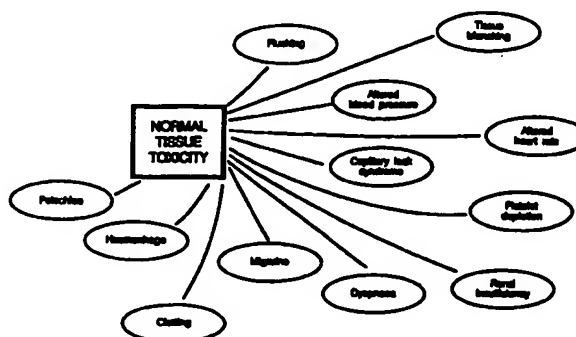 Flushing
Tissue
blanching
Altered
blood pressure
NORMAL
TISSUE
TOXICITY
Altered
heart rate
Capillary leak
syndrome
Petechiae
Platelet
depletion
Haemorrhage
Migraine
Dyspnoea
Renal
insufficiency
Clotting